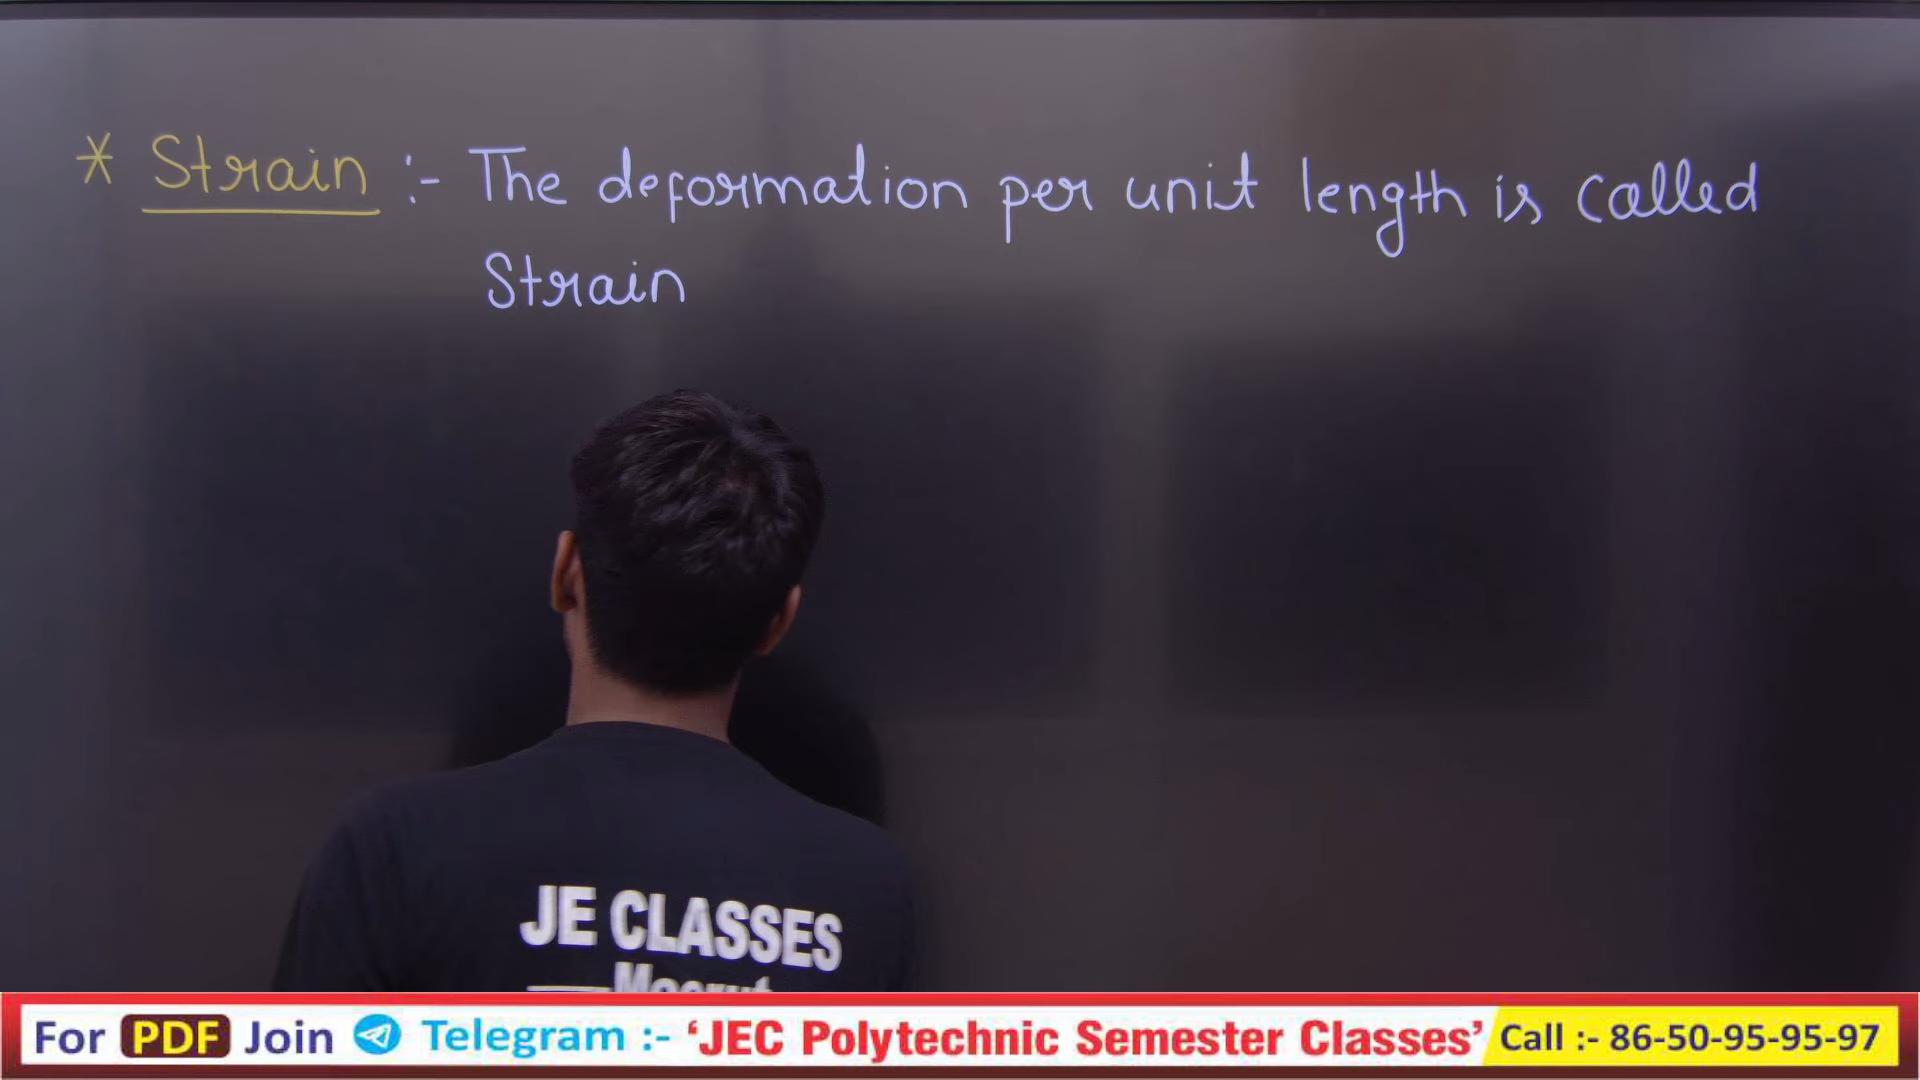 * Strain :- The deformation per unit length is called
Strain
JE CLASSES
Meerut
For PDF Join Telegram :- ‘JEC Polytechnic Semester Classes’ Call :- 86-50-95-95-97